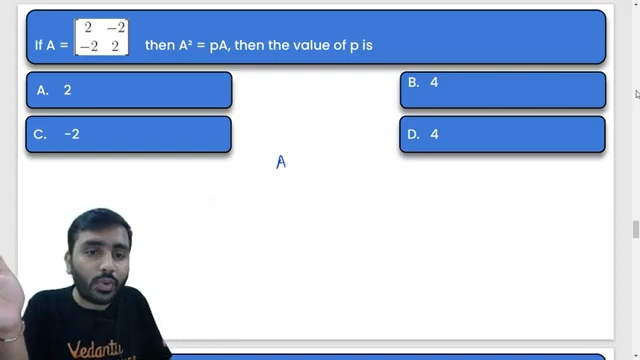 If A = [2 -2
-2 2] then A² = pA, then the value of p is
A. 2
B. 4
C. -2
D. 4
A
Vedantu